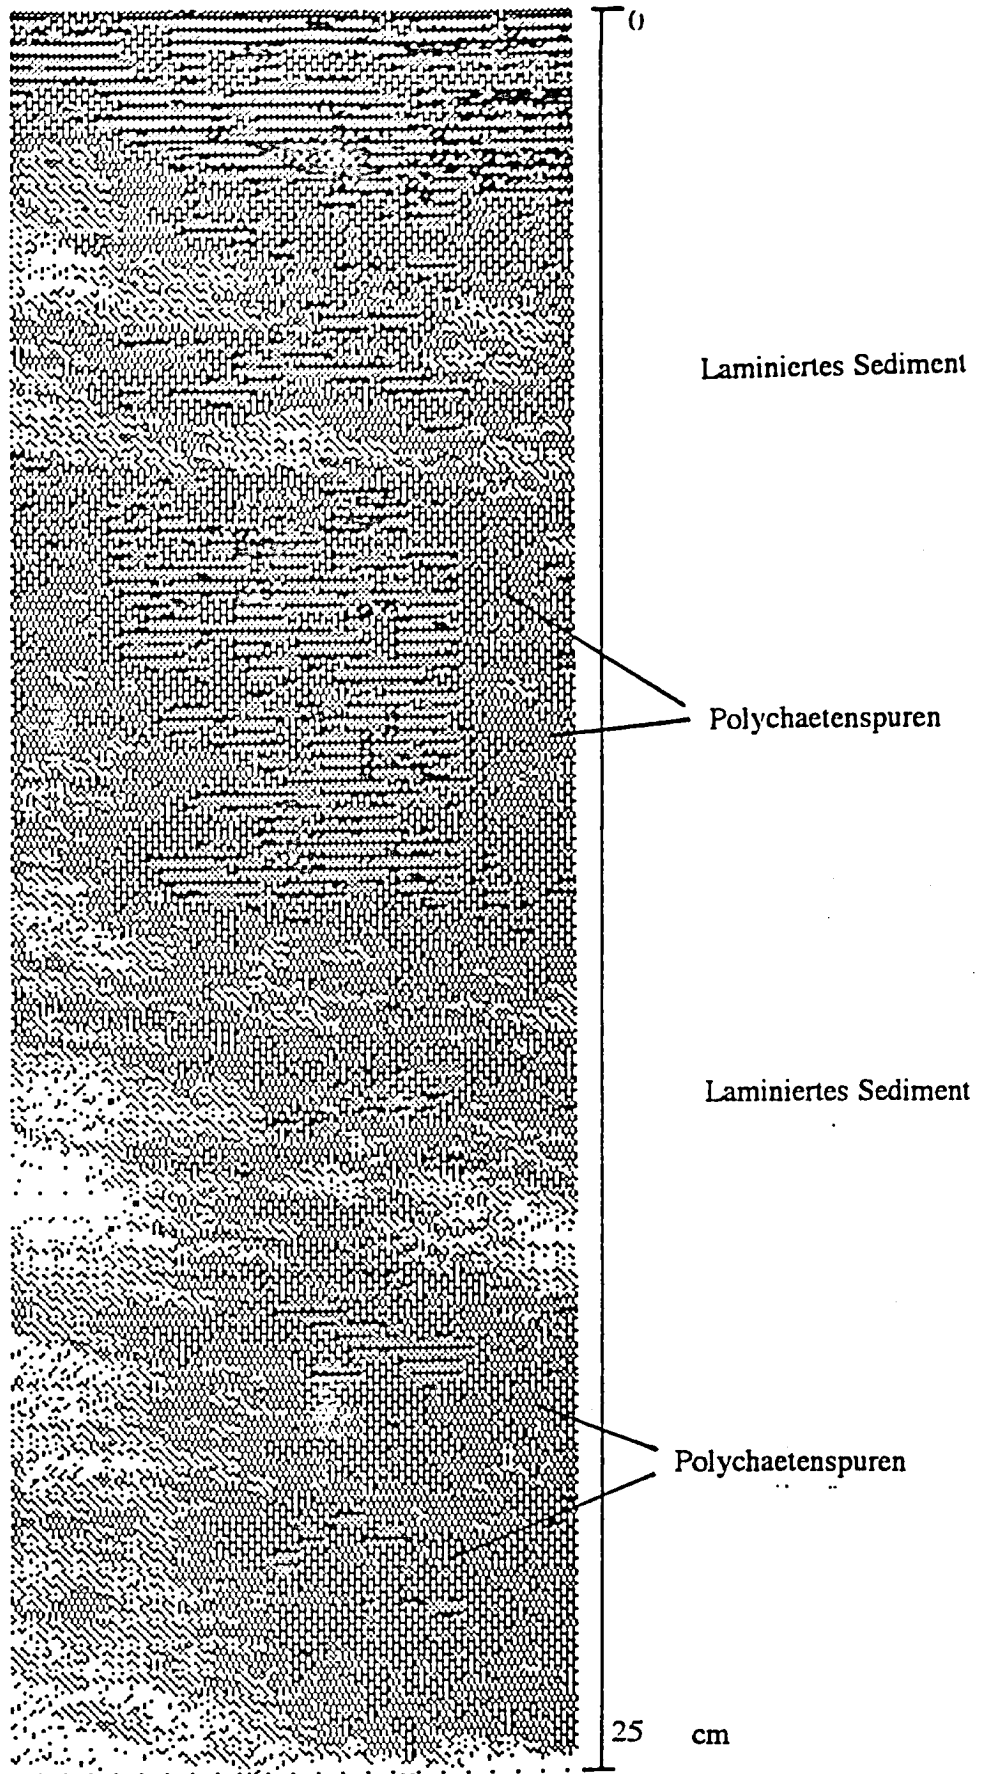 0
Laminiertes Sediment
Polychaetenspuren
Laminiertes Sediment
Polychaetenspuren
25 cm